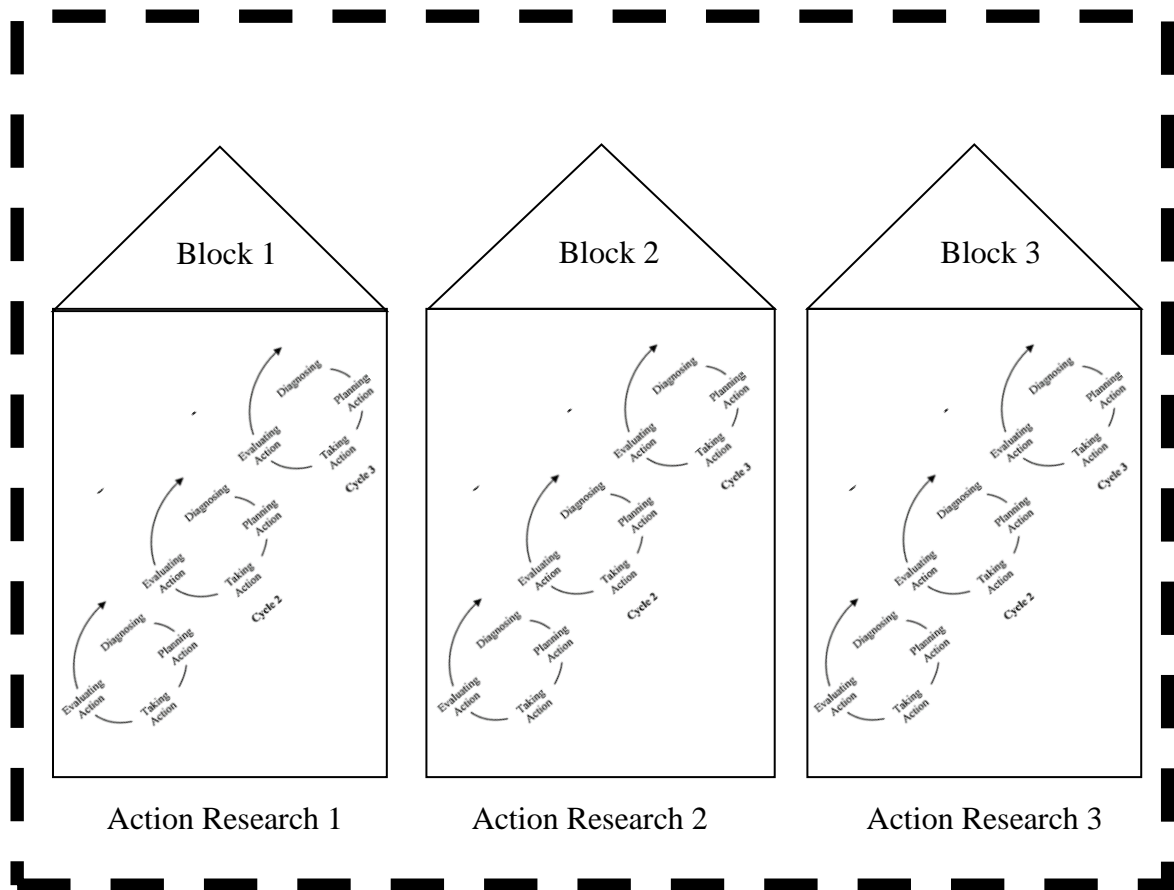 Block 1
Block 2
Block 3
Diagnosing
Planning
Action
Evaluating
Action
Taking
Action
Cycle 3
Diagnosing
Planning
Action
Evaluating
Action
Taking
Action
Cycle 2
Diagnosing
Planning
Action
Evaluating
Action
Taking
Action
Diagnosing
Planning
Action
Evaluating
Action
Taking
Action
Cycle 3
Diagnosing
Planning
Action
Evaluating
Action
Taking
Action
Cycle 2
Diagnosing
Planning
Action
Evaluating
Action
Taking
Action
Diagnosing
Planning
Action
Evaluating
Action
Taking
Action
Cycle 3
Diagnosing
Planning
Action
Evaluating
Action
Taking
Action
Cycle 2
Diagnosing
Planning
Action
Evaluating
Action
Taking
Action
Action Research 1
Action Research 2
Action Research 3